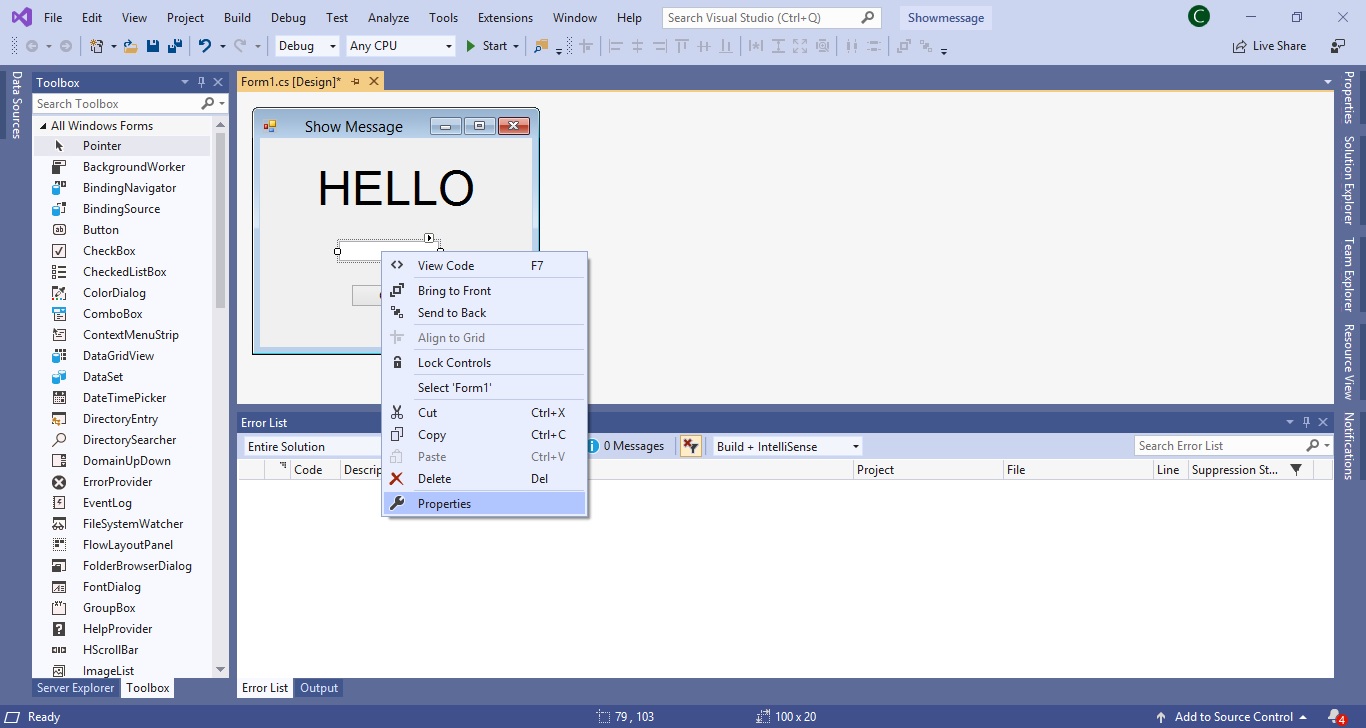 File Edit View Project Build Debug Test Analyze Tools Extensions Window Help Search Visual Studio (Ctrl+Q) Showmessage C
Debug Any CPU Start Live Share
Data Sources
Toolbox
Search Toolbox
All Windows Forms
Pointer
BackgroundWorker
BindingNavigator
BindingSource
Button
CheckBox
CheckedListBox
ColorDialog
ComboBox
ContextMenuStrip
DataGridView
DataSet
DateTimePicker
DirectoryEntry
DirectorySearcher
DomainUpDown
ErrorProvider
EventLog
FileSystemWatcher
FlowLayoutPanel
FolderBrowserDialog
FontDialog
GroupBox
HelpProvider
HScrollBar
ImageList
Server Explorer Toolbox
Form1.cs [Design]*
Show Message
HELLO
View Code F7
Bring to Front
Send to Back
Align to Grid
Lock Controls
Select 'Form1'
Cut Ctrl+X
Copy Ctrl+C
Paste Ctrl+V
Delete Del
Properties
Error List
Entire Solution 0 Messages Build + IntelliSense Search Error List
Code Descrip Project File Line Suppression St...
Error List Output
Properties
Solution Explorer
Team Explorer
Resource View
Notifications
Ready 79 , 103 100 x 20 Add to Source Control 4